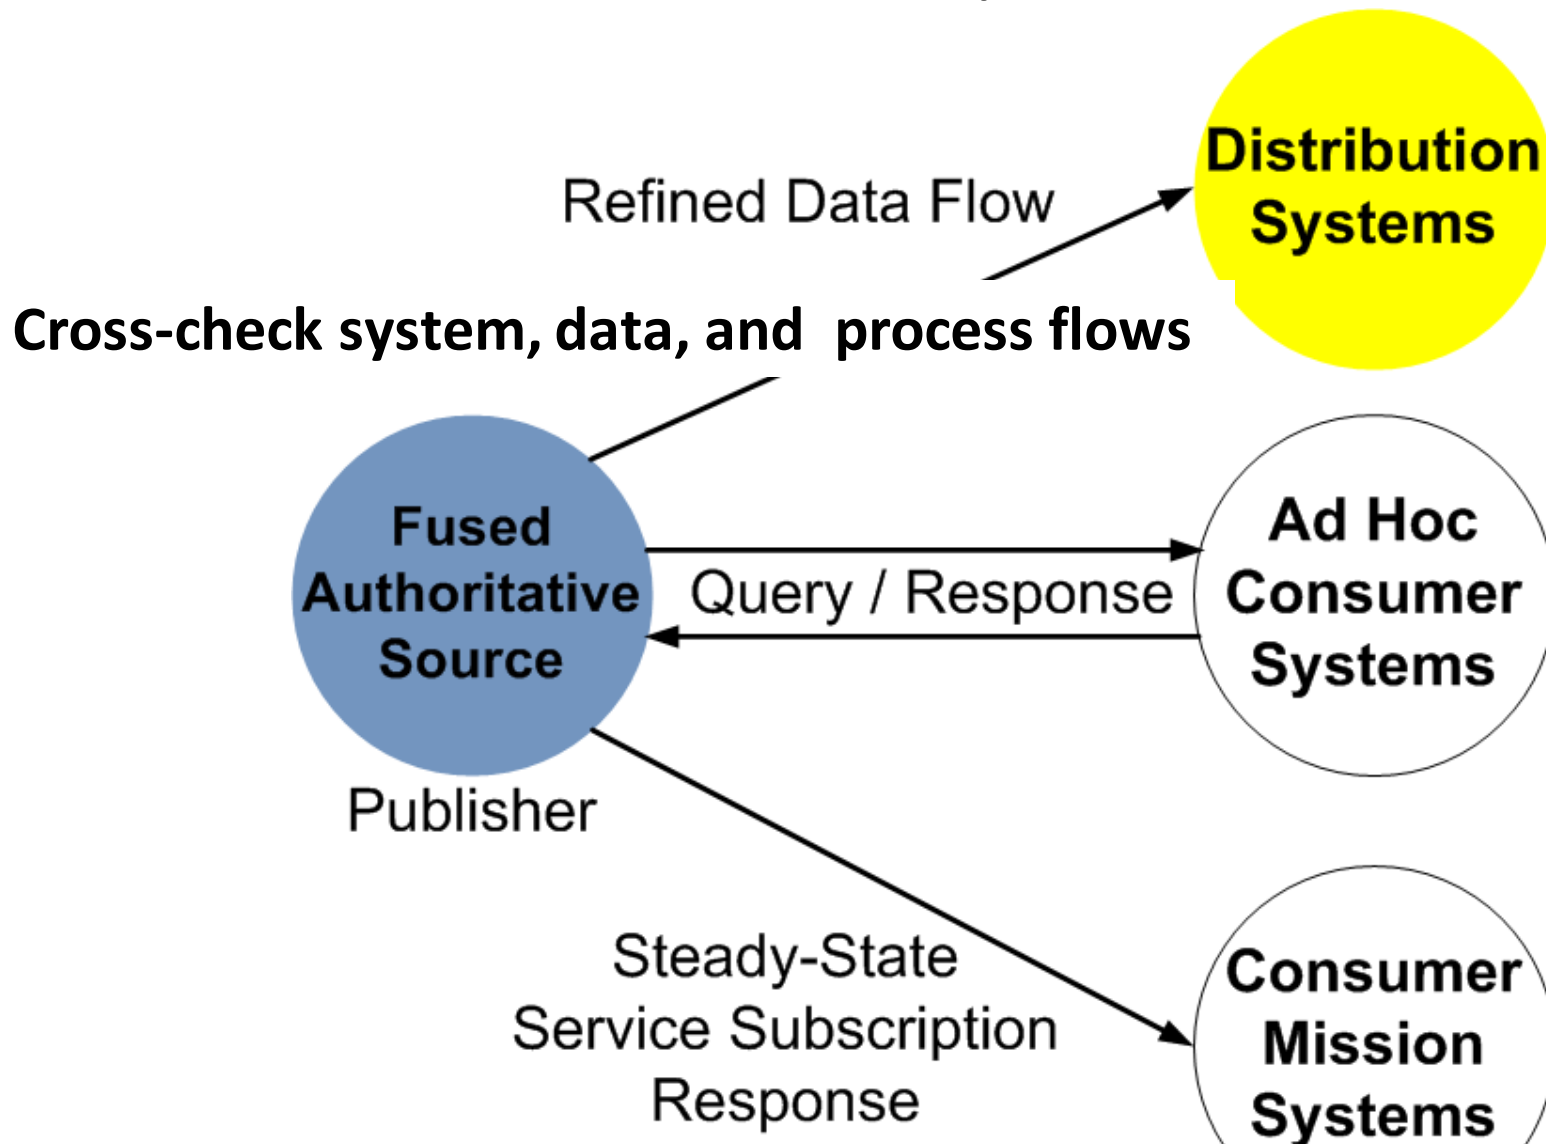 Distribution
Systems
Refined Data Flow
Cross-check system, data, and  process flows
Fused
Authoritative
Source
Query / Response
Ad Hoc
Consumer
Systems
Publisher
Steady-State
Service Subscription
Response
Consumer
Mission
Systems